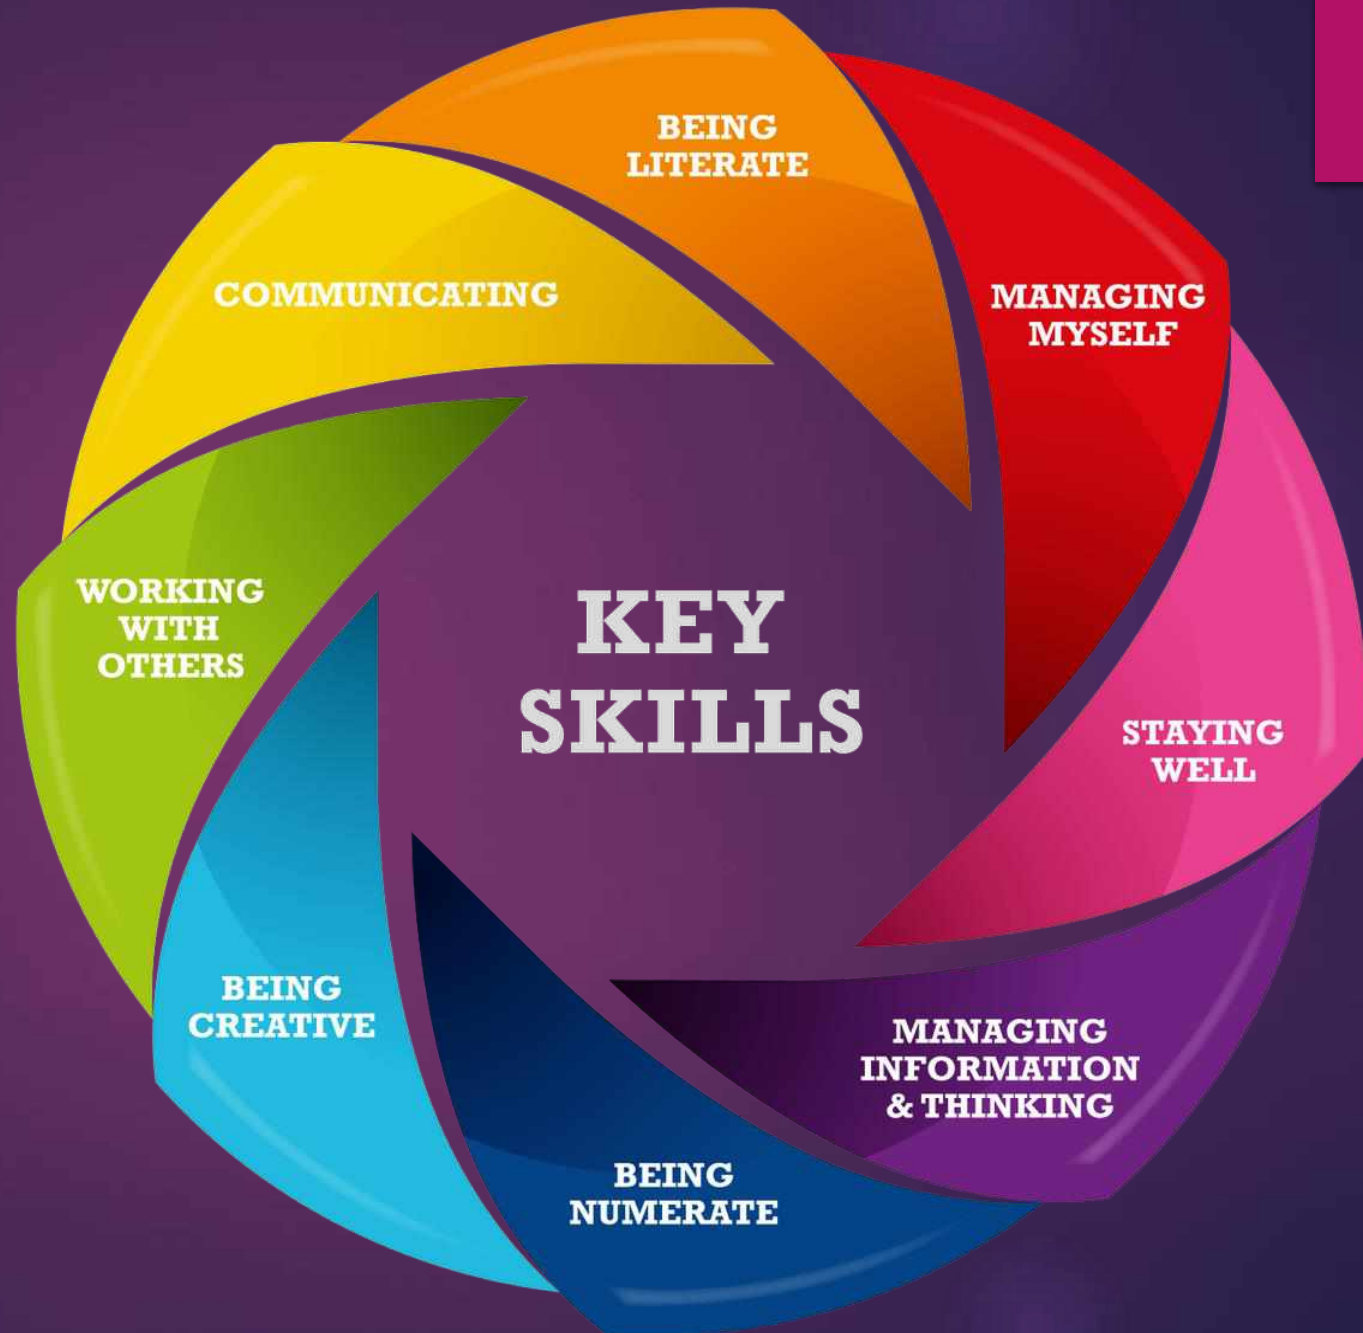 BEING
LITERATE
MANAGING
MYSELF
STAYING
WELL
MANAGING
INFORMATION
& THINKING
BEING
NUMERATE
BEING
CREATIVE
WORKING
WITH
OTHERS
COMMUNICATING
KEY
SKILLS